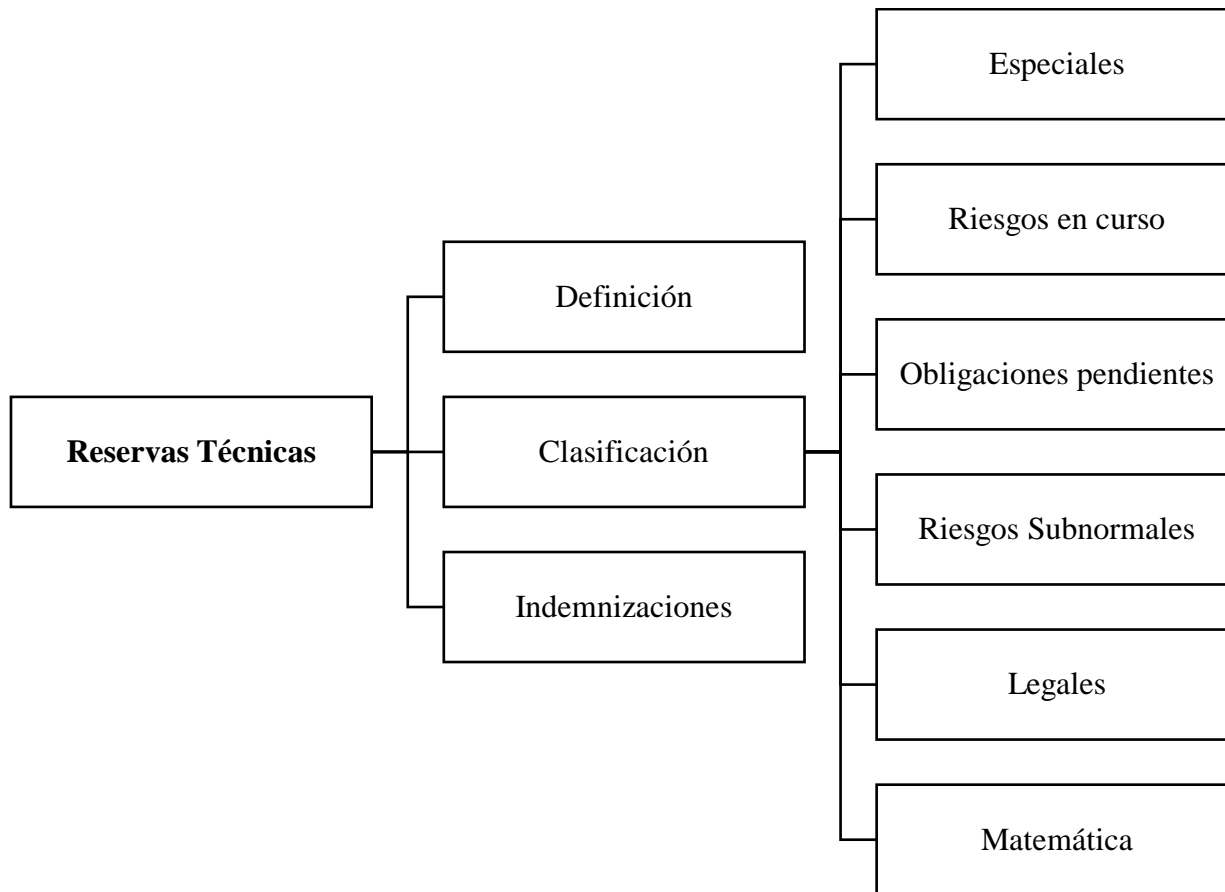 Reservas Técnicas
Definición
Clasificación
Indemnizaciones
Especiales
Riesgos en curso
Obligaciones pendientes
Riesgos Subnormales
Legales
Matemática